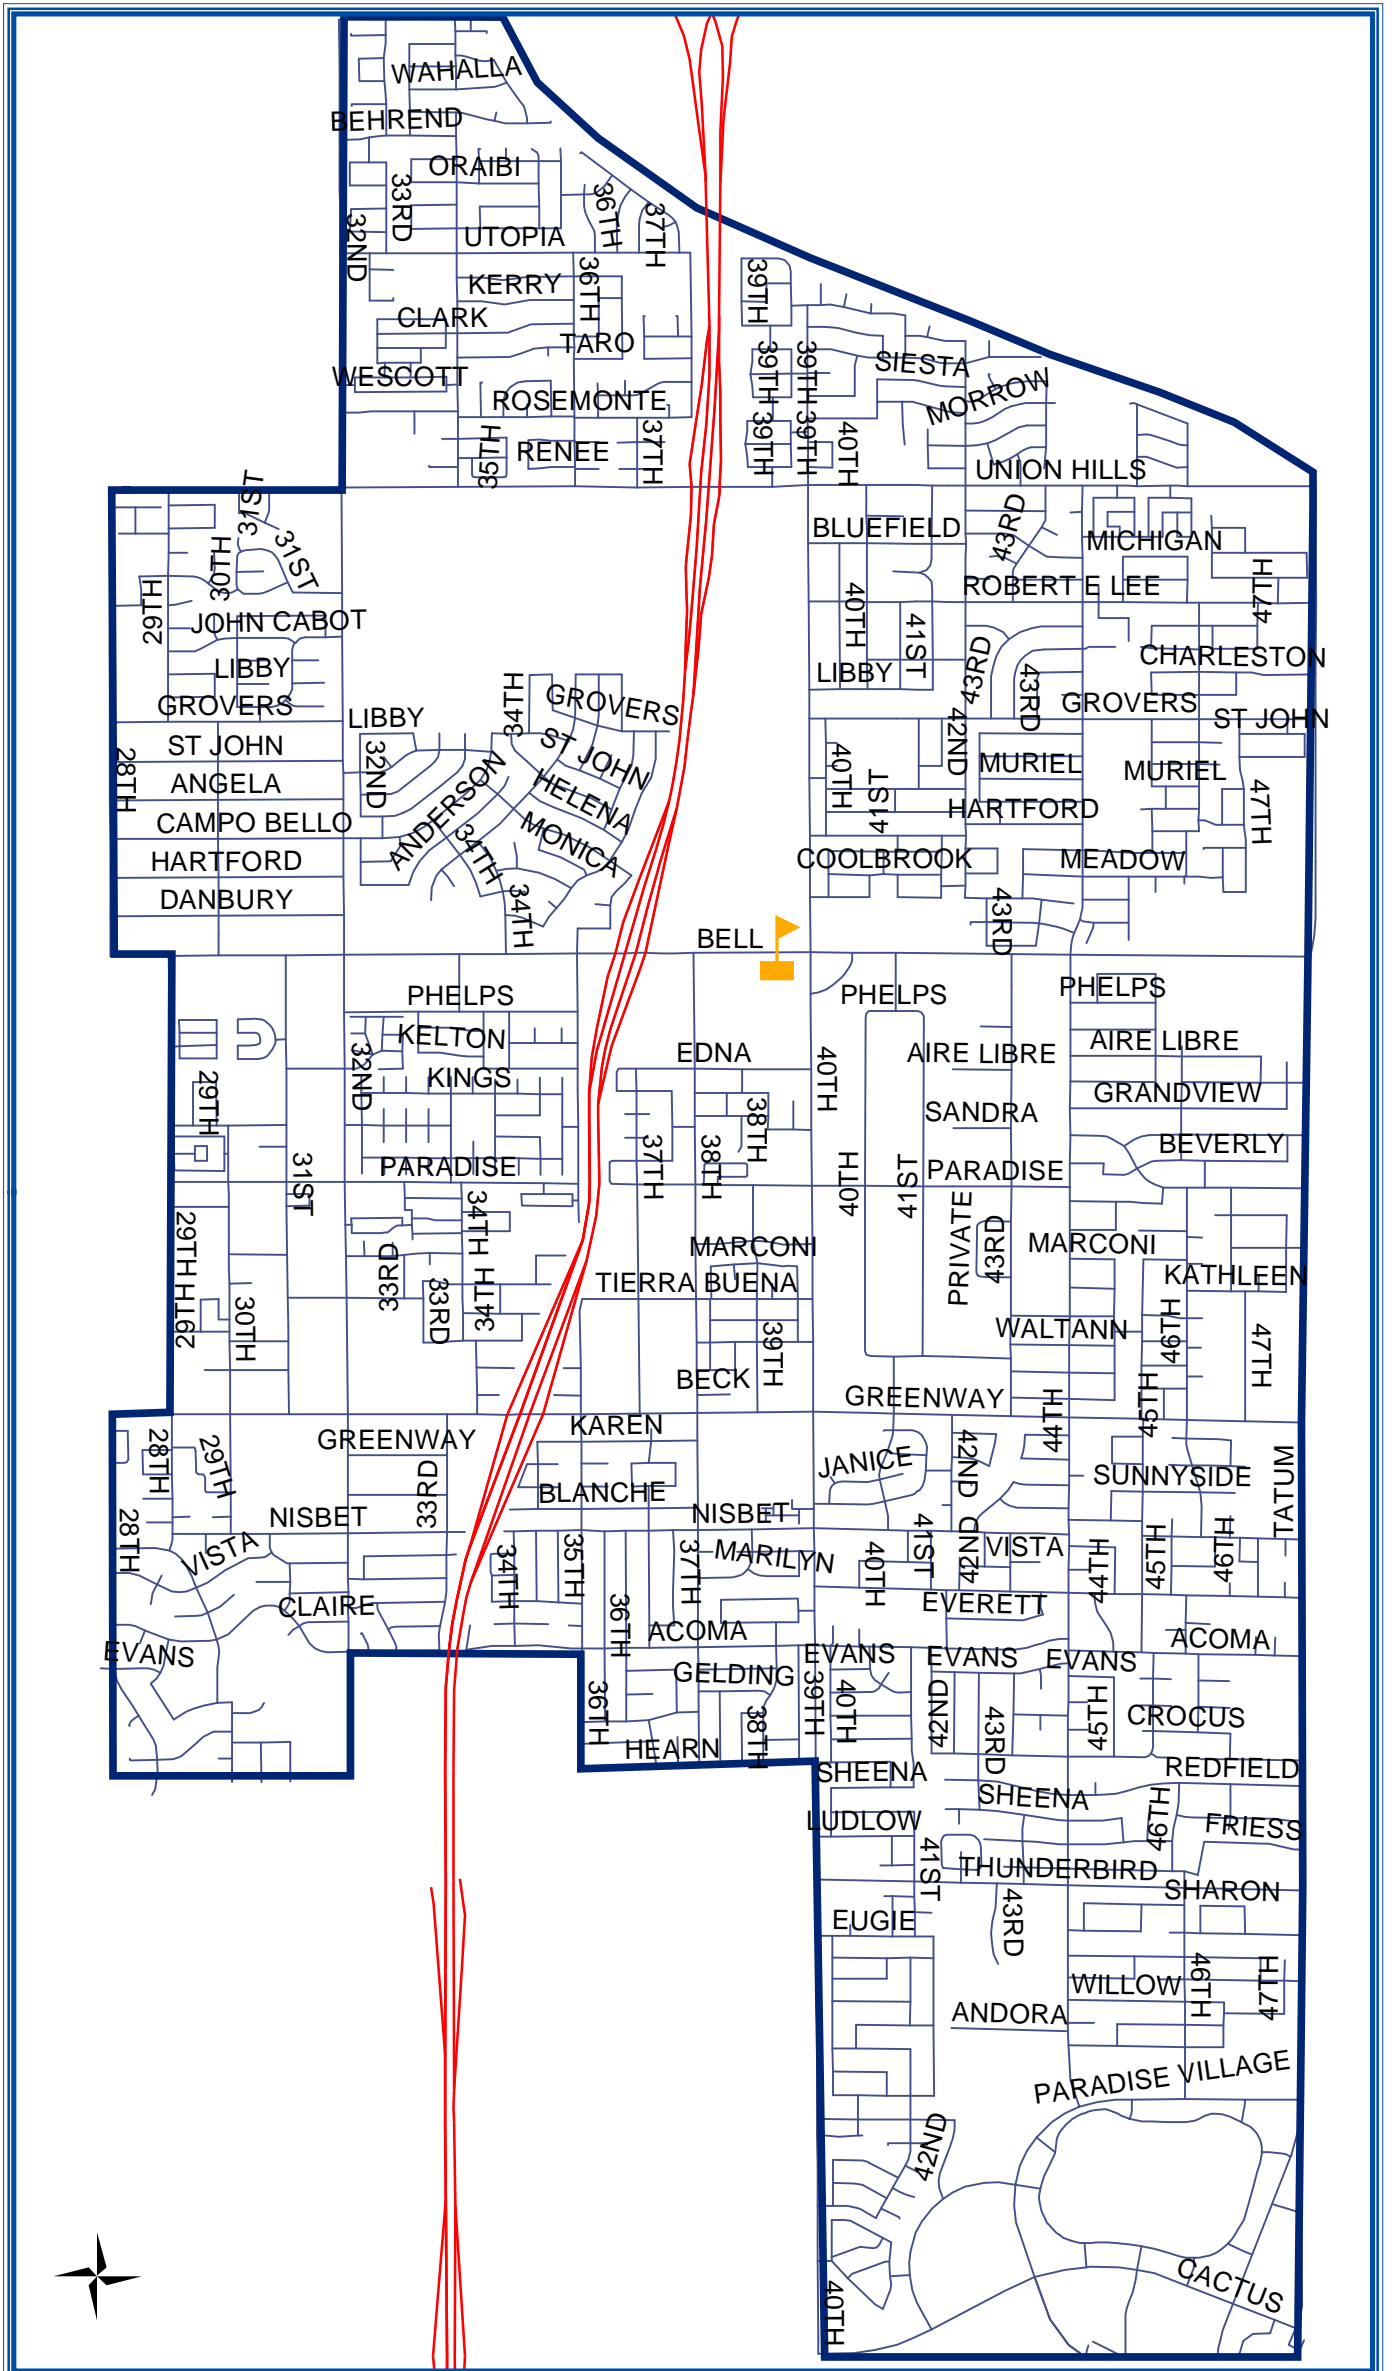 WAHALLA
BEHREND
ORAIBI
33RD
36TH
37TH
32ND
UTOPIA
KERRY
36TH
39TH
CLARK
TARO
39TH
39TH
SIESTA
WESCOTT
MORROW
ROSEMONTE
35TH
RENEE
37TH
39TH
39TH
40TH
UNION HILLS
31ST
43RD
BLUEFIELD
MICHIGAN
31ST
30TH
29TH
40TH
ROBERT E LEE
47TH
JOHN CABOT
41ST
LIBBY
LIBBY
43RD
CHARLESTON
34TH
GROVERS
43RD
GROVERS
GROVERS
LIBBY
42ND
ST JOHN
ST JOHN
ST JOHN
28TH
32ND
40TH
MURIEL
MURIEL
ANGELA
ANDERSON
HELENA
41ST
HARTFORD
47TH
CAMPO BELLO
MONICA
HARTFORD
34TH
COOLBROOK
MEADOW
DANBURY
34TH
43RD
BELL
PHELPS
PHELPS
PHELPS
KELTON
EDNA
AIRE LIBRE
AIRE LIBRE
32ND
KINGS
40TH
29TH
GRANDVIEW
38TH
SANDRA
BEVERLY
PARADISE
37TH
38TH
PARADISE
31ST
40TH
41ST
34TH
29TH
PRIVATE
43RD
MARCONI
MARCONI
33RD
TIERRA BUENA
KATHLEEN
34TH
33RD
29TH
30TH
39TH
WALTANN
46TH
47TH
BECK
GREENWAY
45TH
44TH
KAREN
GREENWAY
28TH
29TH
42ND
JANICE
SUNNYSIDE
TATUM
33RD
BLANCHE
NISBET
NISBET
28TH
VISTA
34TH
35TH
37TH
MARILYN
40TH
41ST
42ND
VISTA
44TH
45TH
46TH
CLAIRE
36TH
EVERETT
ACOMA
ACOMA
EVANS
EVANS
EVANS
EVANS
GELDING
36TH
38TH
39TH
40TH
42ND
43RD
45TH
CROCUS
HEARN
SHEENA
REDFIELD
SHEENA
LUDLOW
46TH
FRIESS
41ST
THUNDERBIRD
SHARON
EUGIE
43RD
WILLOW
46TH
47TH
ANDORA
PARADISE VILLAGE
42ND
CACTUS
40TH